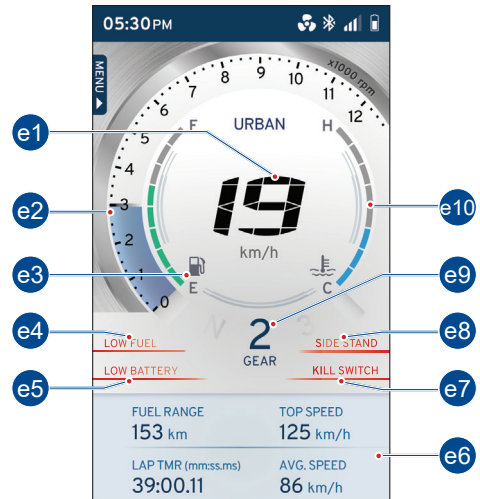 05:30 PM
MENU
x1000 rpm
0 1 2 3 4 5 6 7 8 9 10 11 12
F URBAN H
e1
19
km/h
e2
e10
e3
E C
e9
N 2 3
GEAR
e4
LOW FUEL
SIDE STAND
e8
e5
LOW BATTERY
KILL SWITCH
e7
FUEL RANGE TOP SPEED
153 km 125 km/h
e6
LAP TMR (mm:ss.ms) AVG. SPEED
39:00.11 86 km/h